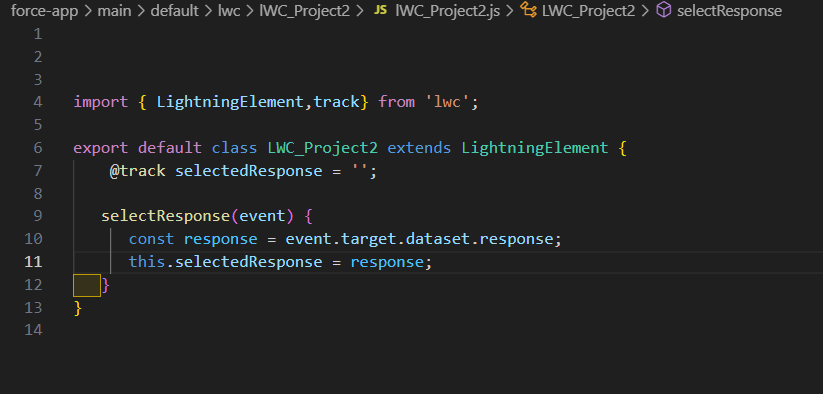 force-app > main > default > lwc > lWC_Project2 > JS lWC_Project2.js > LWC_Project2 > selectResponse
1
2
3
4 import { LightningElement,track} from 'lwc';
5
6 export default class LWC_Project2 extends LightningElement {
7     @track selectedResponse = '';
8
9    selectResponse(event) {
10       const response = event.target.dataset.response;
11       this.selectedResponse = response;
12    }
13 }
14